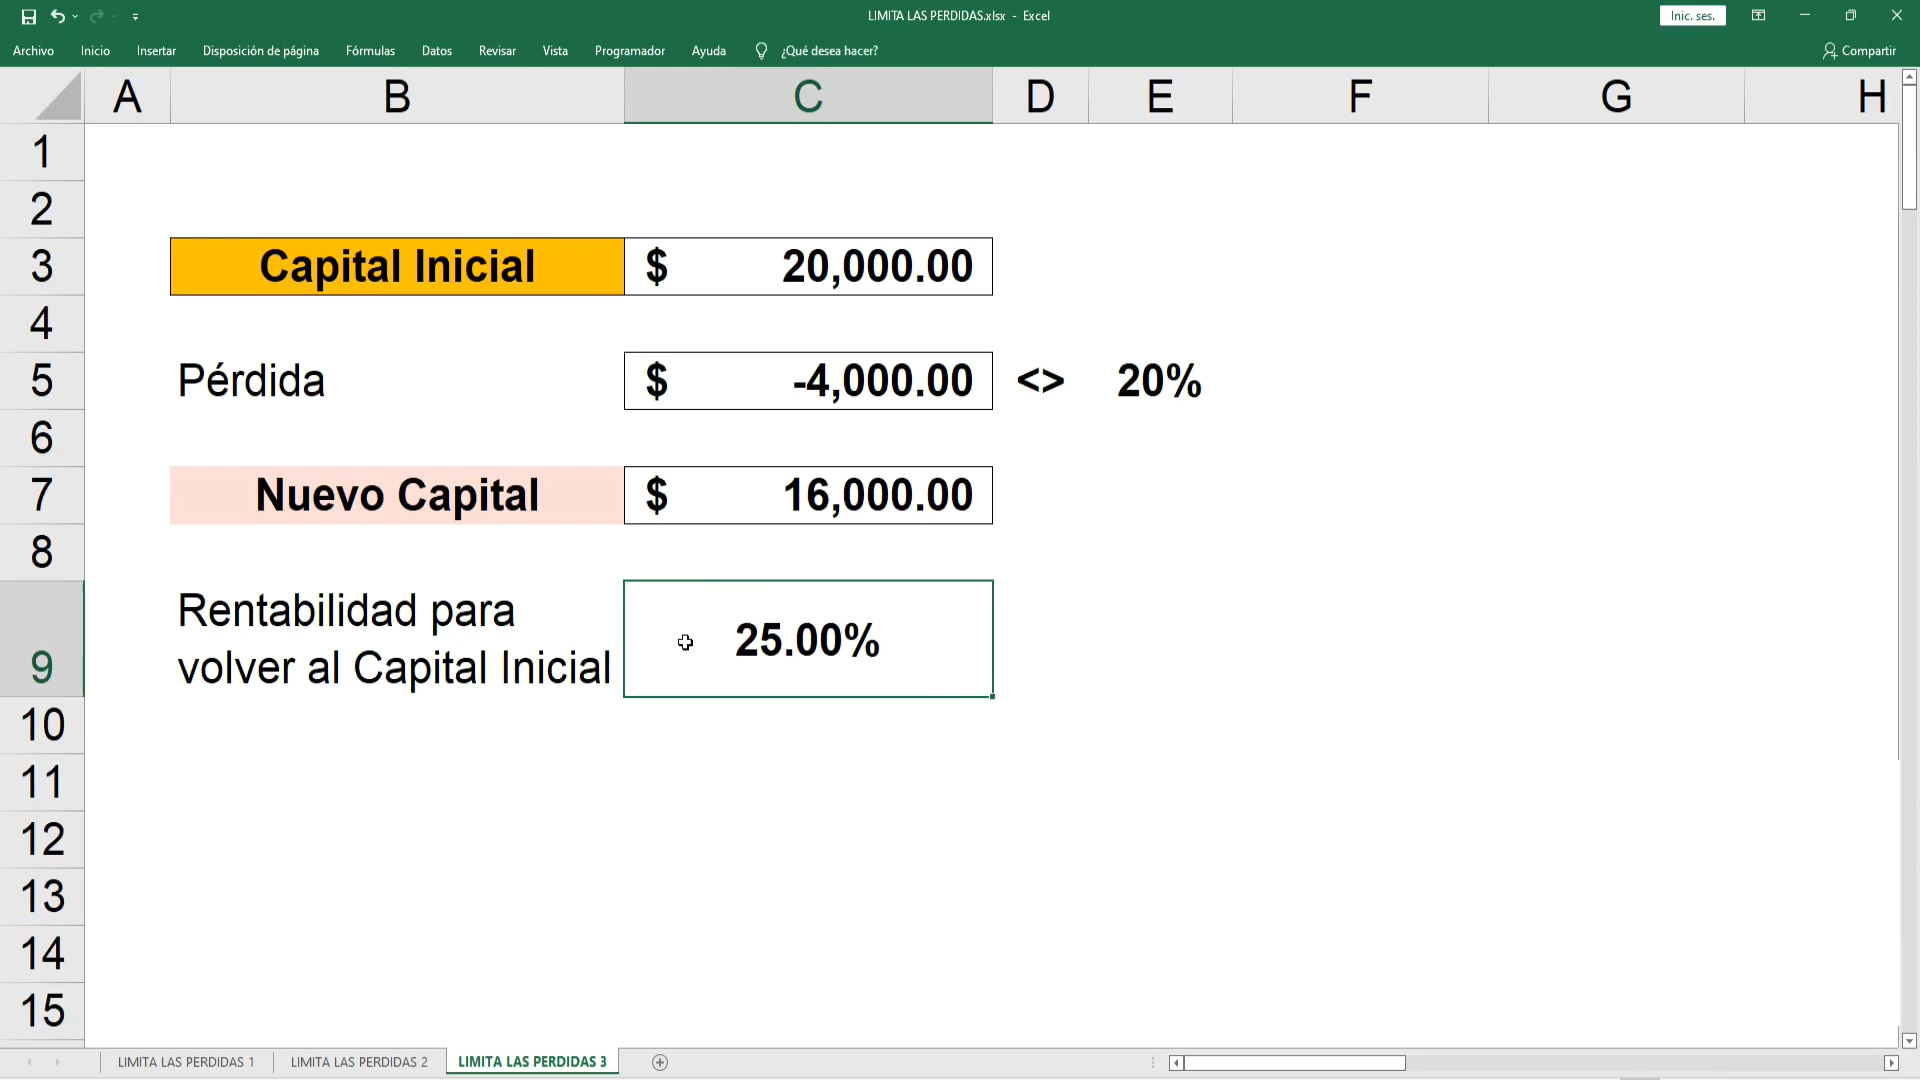 LIMITA LAS PERDIDAS.xlsx - Excel
Inic. ses.
Archivo Inicio Insertar Disposición de página Fórmulas Datos Revisar Vista Programador Ayuda ¿Qué desea hacer? Compartir
A B C D E F G H
1
2
3 Capital Inicial $ 20,000.00
4
5 Pérdida $ -4,000.00 <> 20%
6
7 Nuevo Capital $ 16,000.00
8
Rentabilidad para
9 volver al Capital Inicial 25.00%
10
11
12
13
14
15
LIMITA LAS PERDIDAS 1 LIMITA LAS PERDIDAS 2 LIMITA LAS PERDIDAS 3